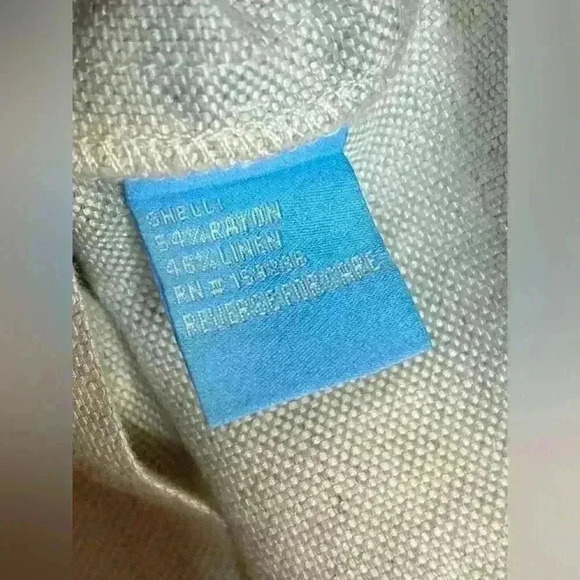 SHELL:
54% RAYON
46% LINEN
RN #
REVERSE FOR CARE